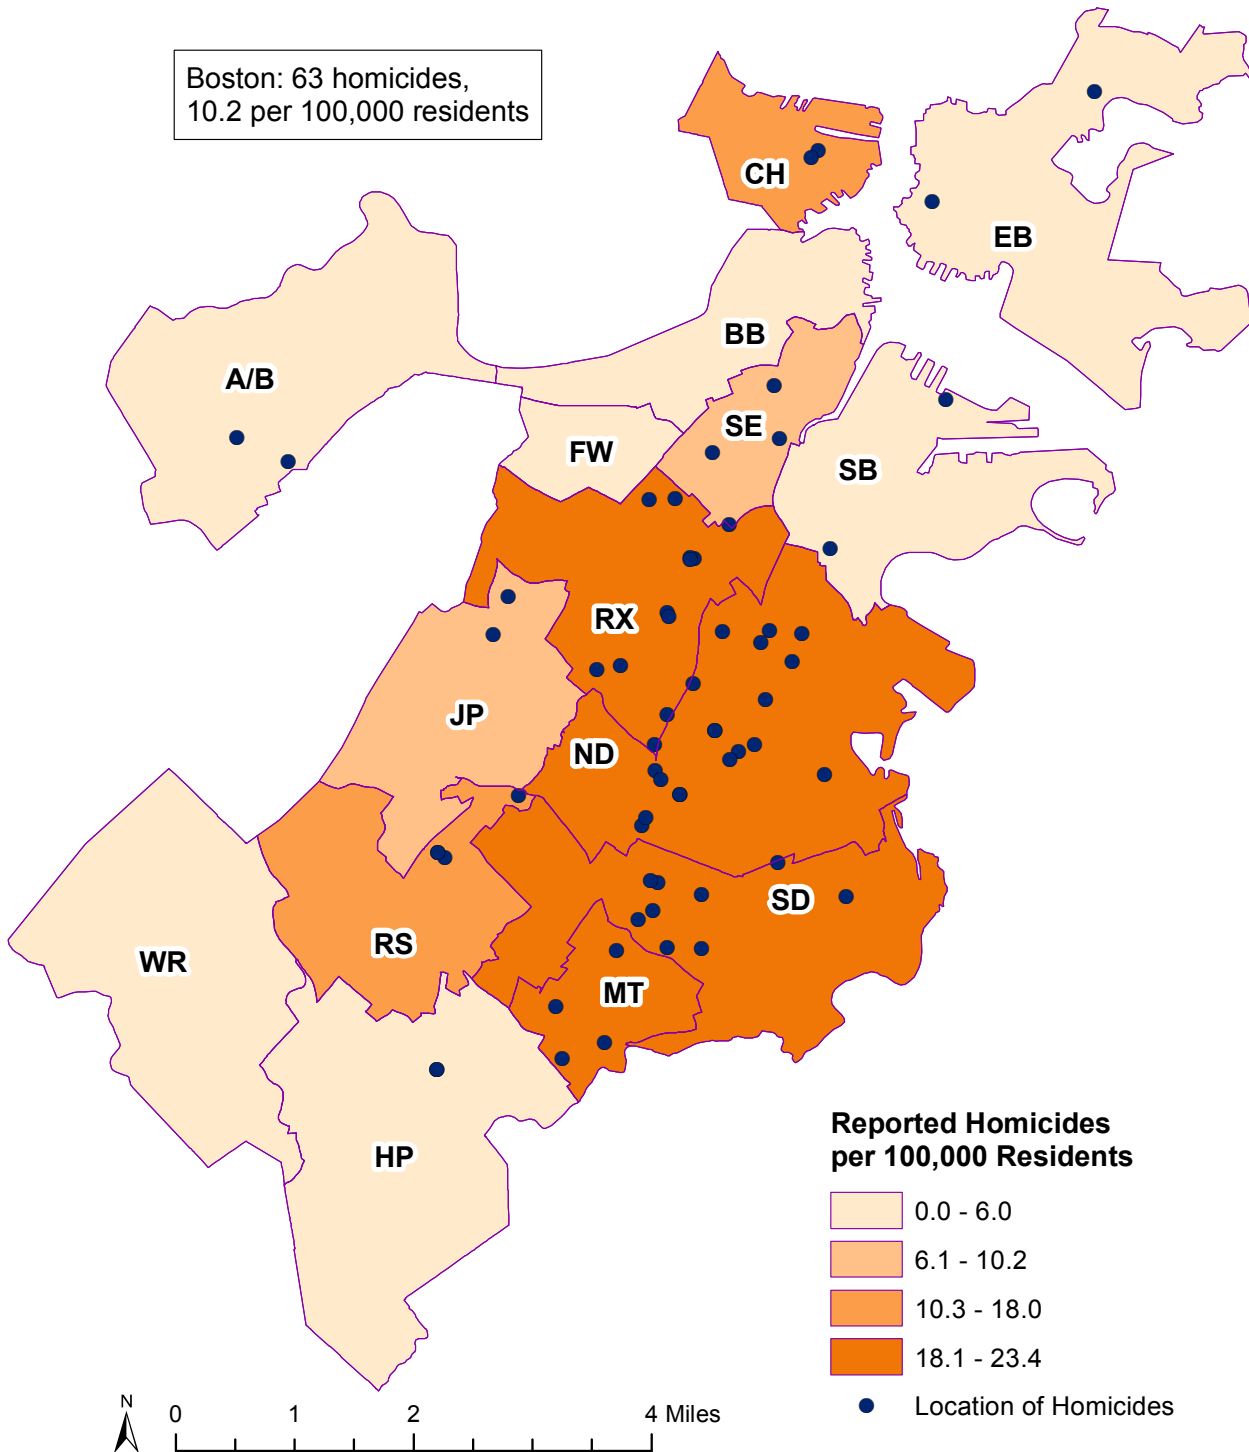 Boston: 63 homicides,
10.2 per 100,000 residents
CH
EB
BB
A/B
SE
FW
SB
RX
JP
ND
SD
RS
WR
MT
HP
Reported Homicides
per 100,000 Residents
0.0 - 6.0
6.1 - 10.2
10.3 - 18.0
18.1 - 23.4
Location of Homicides
N
0 1 2 4 Miles